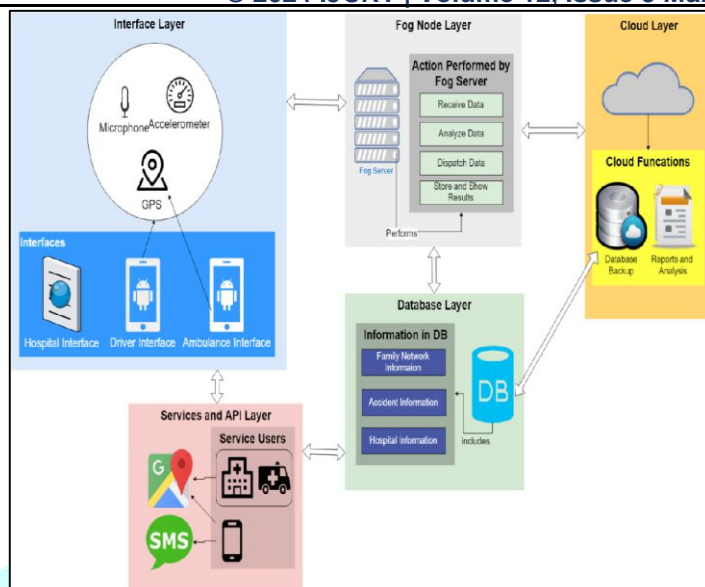 Interface Layer
Microphone
Accelerometer
GPS
Interfaces
Hospital Interface
Driver Interface
Ambulance Interface
Fog Node Layer
Action Performed by
Fog Server
Receive Data
Analyze Data
Dispatch Data
Store and Show
Results
Fog Server
Performs
Cloud Layer
Cloud Funcations
Database
Backup
Reports and
Analysis
Database Layer
Information in DB
Family Network
Informaion
Accident Information
Hospital Information
DB
includes
Services and API Layer
Service Users
G
SMS